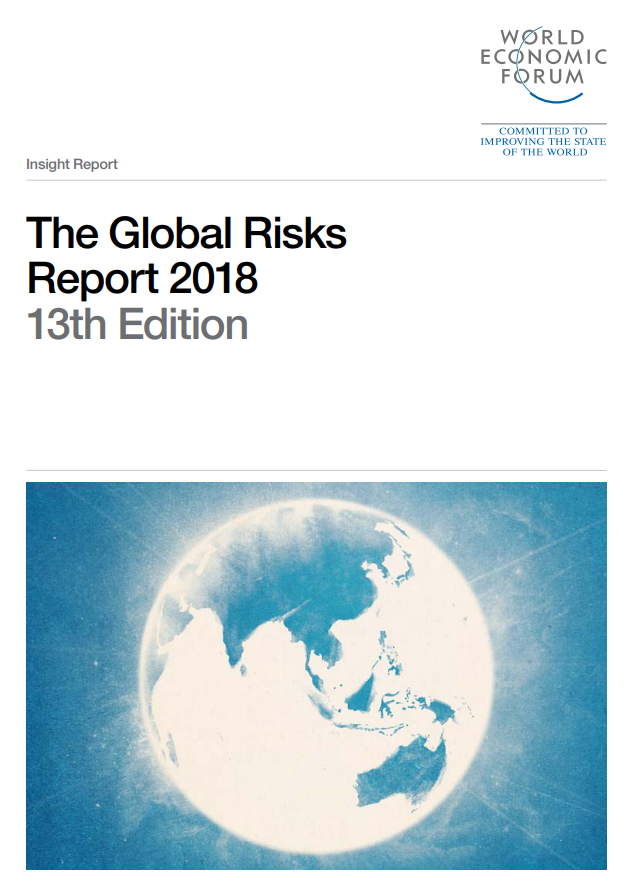 WORLD
ECONOMIC
FORUM
COMMITTED TO
IMPROVING THE STATE
OF THE WORLD
Insight Report
The Global Risks
Report 2018
13th Edition